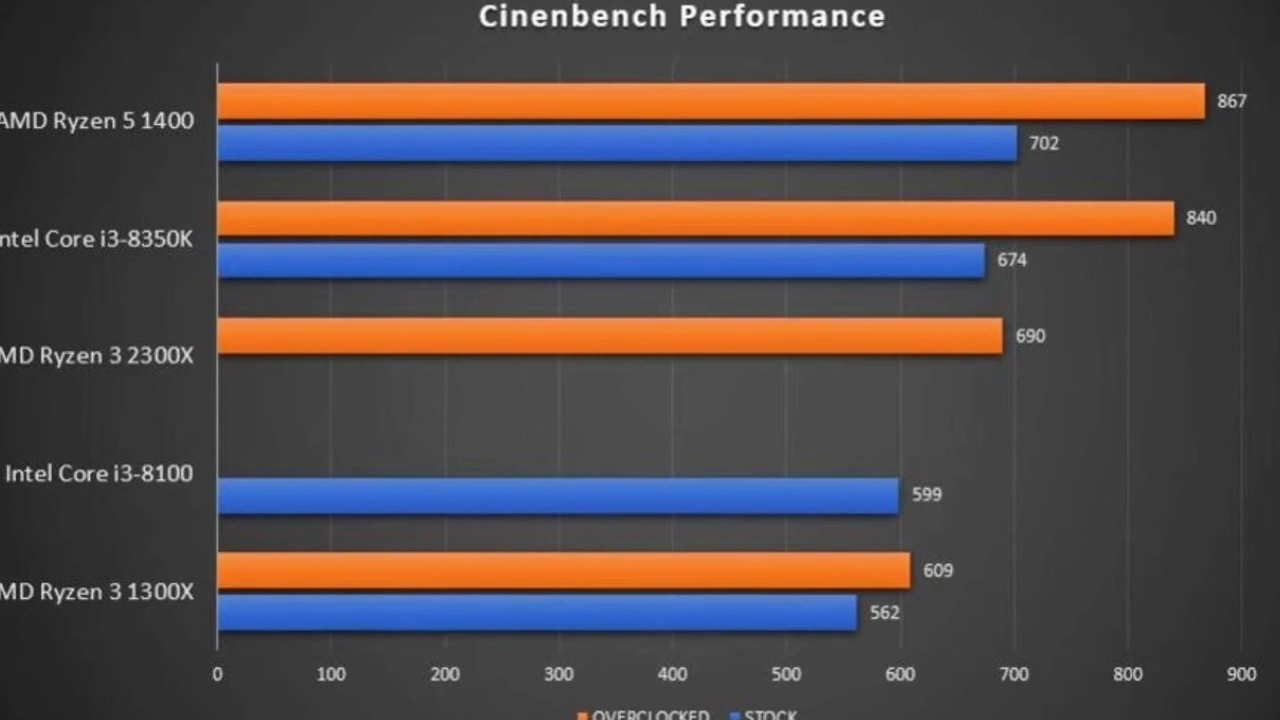 Cinenbench Performance
AMD Ryzen 5 1400
867
702
ntel Core i3-8350K
840
674
MD Ryzen 3 2300X
690
Intel Core i3-8100
599
MD Ryzen 3 1300X
609
562
0 100 200 300 400 500 600 700 800 900
OVERCLOCKED STOCK